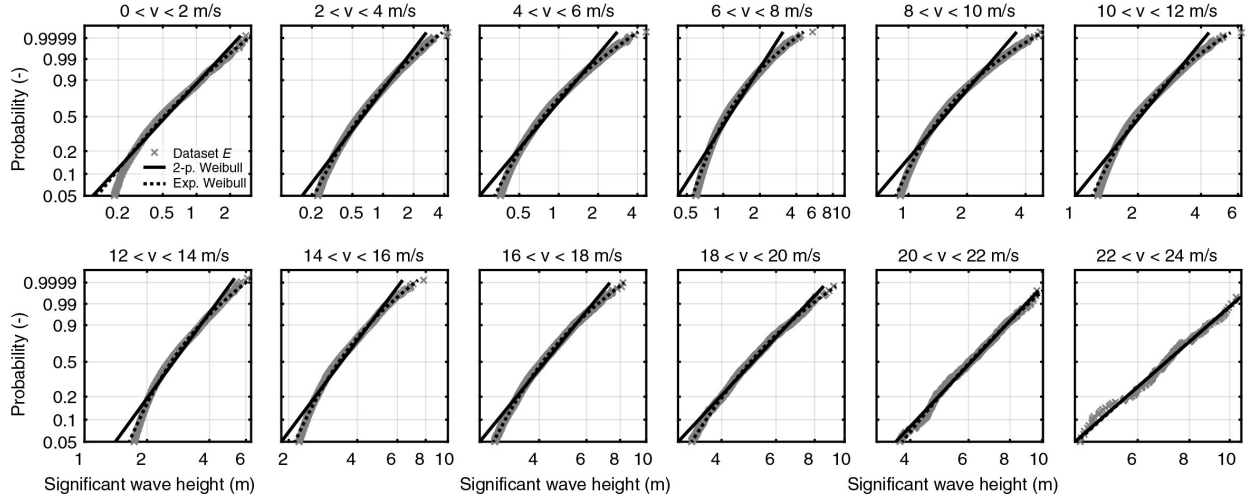 0 < v < 2 m/s 2 < v < 4 m/s 4 < v < 6 m/s 6 < v < 8 m/s 8 < v < 10 m/s 10 < v < 12 m/s
Probability (-)
0.9999
0.99
0.9
0.5
0.2
0.1
0.05
Dataset E
2-p. Weibull
Exp. Weibull
0.2 0.5 1 2 0.2 0.5 1 2 4 0.5 1 2 4 0.5 1 2 4 6 8 10 1 2 4 1 2 4 6
12 < v < 14 m/s 14 < v < 16 m/s 16 < v < 18 m/s 18 < v < 20 m/s 20 < v < 22 m/s 22 < v < 24 m/s
Probability (-)
0.9999
0.99
0.9
0.5
0.2
0.1
0.05
1 2 4 6 2 4 6 8 4 6 8 10 4 6 8 10 4 6 8 10 6 8 10
Significant wave height (m) Significant wave height (m) Significant wave height (m)